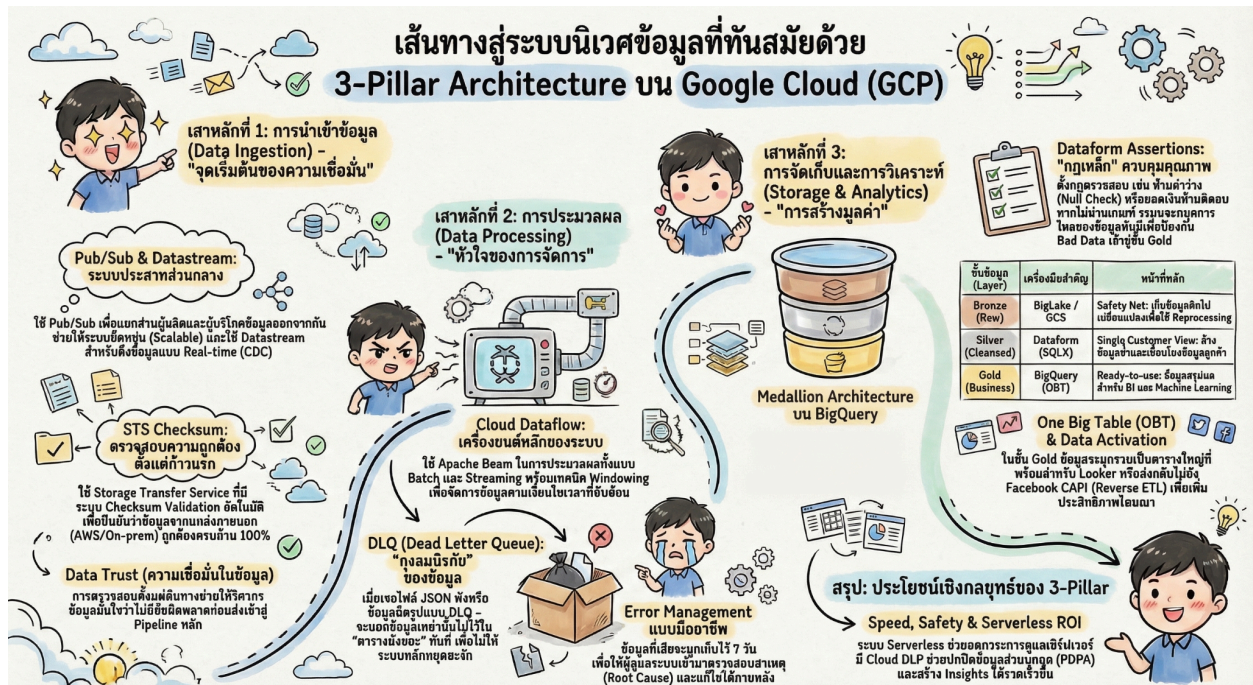 เส้นทางสู่ระบบนิเวศข้อมูลที่ทันสมัยด้วย
3-Pillar Architecture บน Google Cloud (GCP)
เสาหลักที่ 1: การนำเข้าข้อมูล
(Data Ingestion) –
"จุดเริ่มต้นของความเชื่อมั่น"
Pub/Sub & Datastream:
ระบบประสาทส่วนกลาง
ใช้ Pub/Sub เพื่อแยกส่วนผู้ผลิตและผู้บริโภคข้อมูลออกจากกัน
ช่วยให้ระบบยืดหยุ่น (Scalable) และใช้ Datastream
สำหรับดึงข้อมูลแบบ Real-time (CDC)
STS Checksum:
ตรวจสอบความถูกต้อง
ตั้งแต่ก้าวแรก
ใช้ Storage Transfer Service ที่มี
ระบบ Checksum Validation อัตโนมัติ
เพื่อยืนยันว่าข้อมูลจากแหล่งภายนอก
(AWS/On-prem) ถูกต้องครบถ้วน 100%
Data Trust (ความเชื่อมั่นในข้อมูล)
ข้อมูลมั่นใจว่าไม่มี
ก่อนส่งเข้าสู่
Pipeline หลัก
เสาหลักที่ 2: การประมวลผล
(Data Processing)
– "หัวใจของการจัดการ"
Cloud Dataflow:
เครื่องยนต์หลักของระบบ
ใช้ Apache Beam ในการประมวลผลทั้งแบบ
Batch และ Streaming พร้อมเทคนิค Windowing
เพื่อจัดการข้อมูลตามเงื่อนไขเวลาที่ซับซ้อน
DLQ (Dead Letter Queue):
ของข้อมูล
เมื่อเจอไฟล์ JSON พังหรือ
DLQ –
ทันที เพื่อไม่ให้
Error Management
แบบมืออาชีพ
ข้อมูลที่เสียจะถูกเก็บไว้ 7 วัน
เพื่อให้ผู้ดูแลระบบเข้ามาตรวจสอบสาเหตุ
(Root Cause) และแก้ไขได้ภายหลัง
เสาหลักที่ 3:
การจัดเก็บและการวิเคราะห์
(Storage & Analytics)
– "การสร้างมูลค่า"
Medallion Architecture
บน BigQuery
Dataform Assertions:
"กฎเหล็ก" ควบคุมคุณภาพ
ตั้งกฎตรวจสอบ เช่น ห้ามค่าว่าง
(Null Check) หรือยอดเงินห้ามติดลบ
หากไม่ผ่านเกณฑ์
Bad Data เข้าสู่ชั้น Gold
ชั้นข้อมูล (Layer) เครื่องมือสำคัญ หน้าที่หลัก
Bronze (Rew) BigLake / GCS Safety Net: เก็บข้อมูลดิบ Reprocessing
Silver (Cleansed) Dataform (SQLX) Customer View: ล้าง
Gold (Business) BigQuery (OBT) Ready-to-use: สำหรับ BI และ Machine Learning
One Big Table (OBT)
& Data Activation
ในชั้น Gold ข้อมูลจะถูกรวมเป็นตารางใหญ่ที่
พร้อมสำหรับ Looker หรือส่งกลับไปยัง
Facebook CAPI (Reverse ETL) เพื่อเพิ่ม
ประสิทธิภาพโฆษณา
สรุป: ประโยชน์เชิงกลยุทธ์ของ 3-Pillar
Speed, Safety & Serverless ROI
ระบบ Serverless ช่วยลดภาระการดูแลเซิร์ฟเวอร์
มี Cloud DLP ช่วยปกปิดข้อมูลส่วนบุคคล (PDPA)
และสร้าง Insights ได้รวดเร็วขึ้น